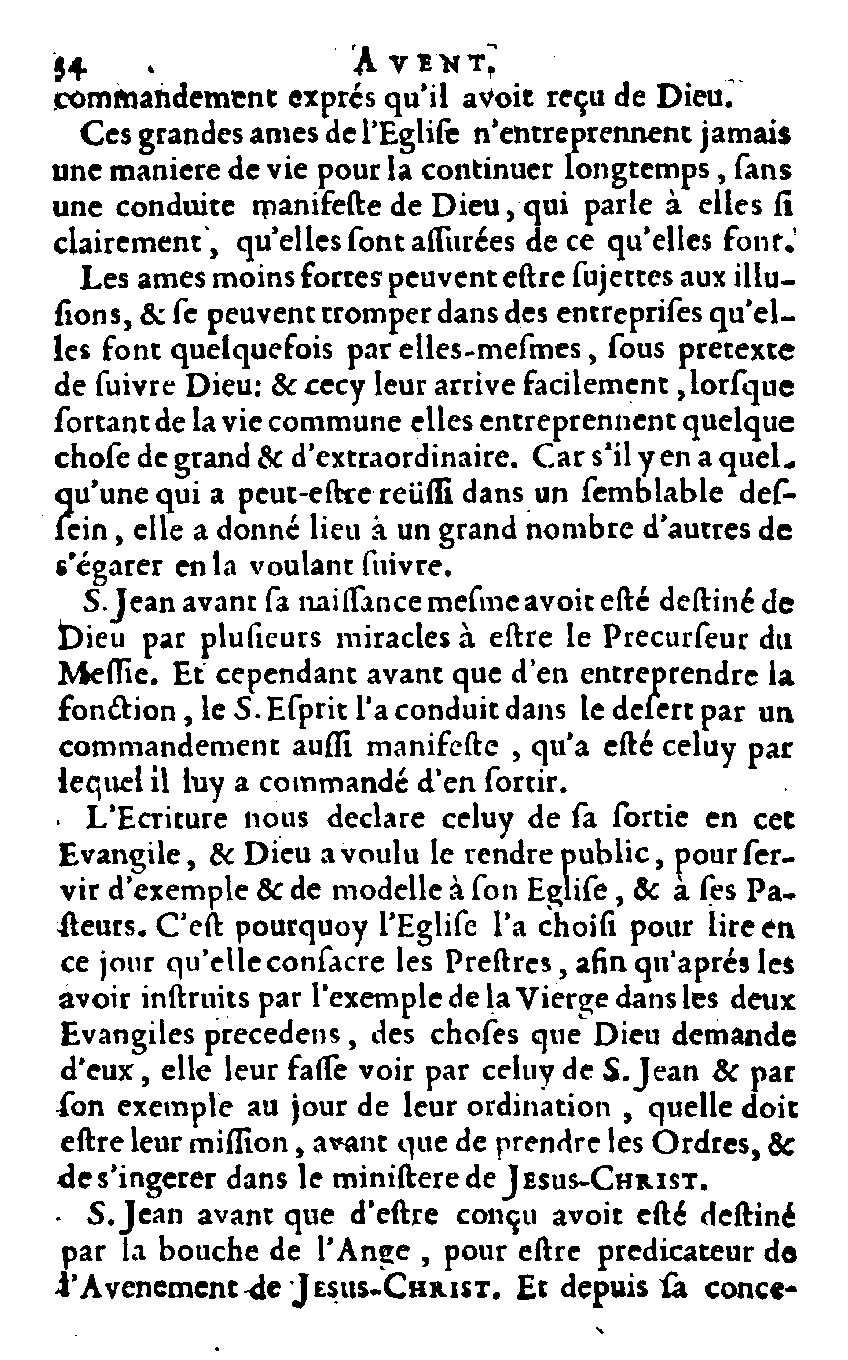 54 AVENT.
commandement exprés qu'il avoit reçu de Dieu.
Ces grandes ames de l'Egliſe n'entreprennent jamais
une maniere de vie pour la continuer longtemps, ſans
une conduite manifeſte de Dieu, qui parle à elles ſi
clairement, qu'elles ſont aſſurées de ce qu'elles font.
Les ames moins fortes peuvent eſtre ſujettes aux illu-
ſions, & ſe peuvent tromper dans des entrepriſes qu'el-
les font quelquefois par elles-meſmes, ſous pretexte
de ſuivre Dieu: & cecy leur arrive facilement, lorſque
ſortant de la vie commune elles entreprennent quelque
choſe de grand & d'extraordinaire. Car s'il y en a quel-
qu'une qui a peut-eſtre reüſſi dans un ſemblable deſ-
ſein, elle a donné lieu à un grand nombre d'autres de
s'égarer en la voulant ſuivre.
S. Jean avant ſa naiſſance meſme avoit eſté deſtiné de
Dieu par pluſieurs miracles à eſtre le Precurſeur du
Meſſie. Et cependant avant que d'en entreprendre la
fonction, le S. Eſprit l'a conduit dans le deſert par un
commandement auſſi manifeſte, qu'a eſté celuy par
lequel il luy a commandé d'en ſortir.
L'Ecriture nous declare celuy de ſa ſortie en cet
Evangile, & Dieu a voulu le rendre public, pour ſer-
vir d'exemple & de modelle à ſon Egliſe, & à ſes Pa-
ſteurs. C'eſt pourquoy l'Egliſe l'a choiſi pour lire en
ce jour qu'elle conſacre les Preſtres, afin qu'aprés les
avoir inſtruits par l'exemple de la Vierge dans les deux
Evangiles precedens, des choſes que Dieu demande
d'eux, elle leur faſſe voir par celuy de S. Jean & par
ſon exemple au jour de leur ordination, quelle doit
eſtre leur miſſion, avant que de prendre les Ordres, &
de s'ingerer dans le miniſtere de JESUS-CHRIST.
S. Jean avant que d'eſtre conçu avoit eſté deſtiné
par la bouche de l'Ange, pour eſtre predicateur de
l'Avenement de JESUS-CHRIST. Et depuis ſa conce-